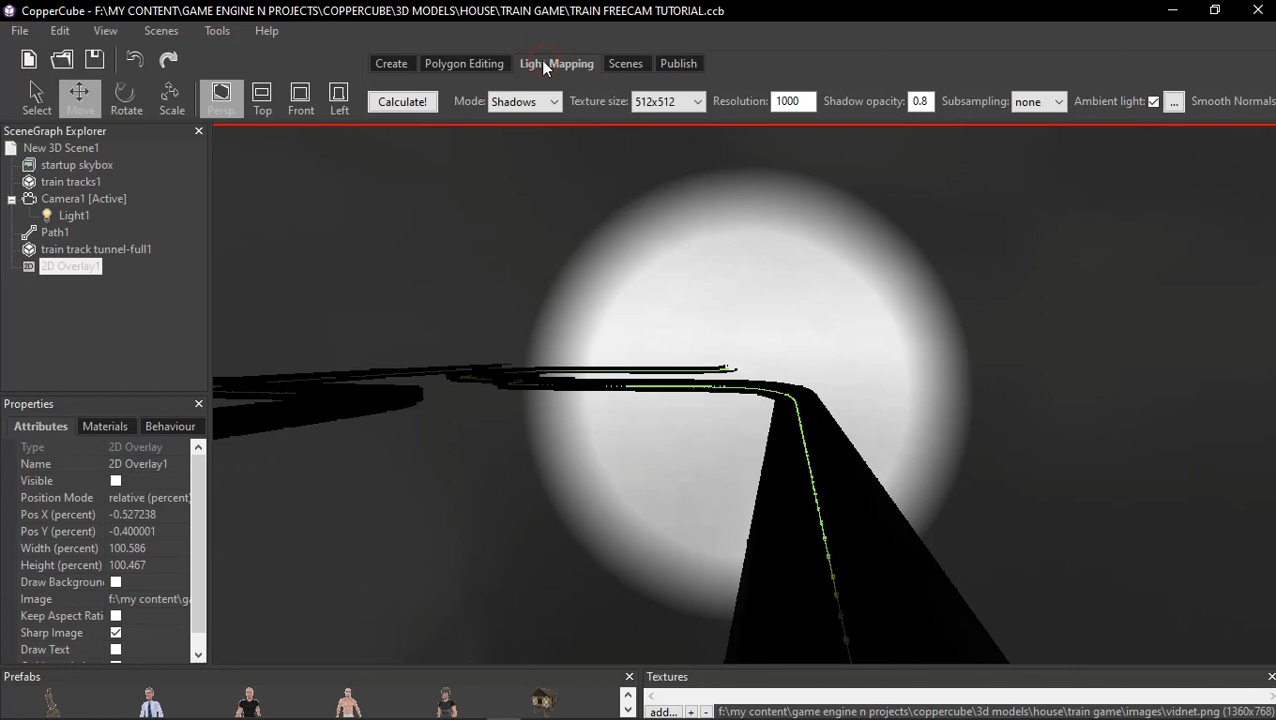 CopperCube - F:\MY CONTENT\GAME ENGINE N PROJECTS\COPPERCUBE\3D MODELS\HOUSE\TRAIN GAME\TRAIN FREECAM TUTORIAL.ccb
File Edit View Scenes Tools Help
Create Polygon Editing Light Mapping Scenes Publish
Select Move Rotate Scale Persp. Top Front Left
Calculate! Mode: Shadows Texture size: 512x512 Resolution: 1000 Shadow opacity: 0.8 Subsampling: none Ambient light: ... Smooth Normals
SceneGraph Explorer
New 3D Scene1
startup skybox
train tracks1
Camera1 [Active]
Light1
Path1
train track tunnel-full1
2D Overlay1
Properties
Attributes Materials Behaviour
Type 2D Overlay
Name 2D Overlay1
Visible
Position Mode relative (percent)
Pos X (percent) -0.527238
Pos Y (percent) -0.400001
Width (percent) 100.586
Height (percent) 100.467
Draw Background
Image f:\my content\ga
Keep Aspect Rati
Sharp Image
Draw Text
Prefabs
Textures
add... + - f:\my content\game engine n projects\coppercube\3d models\house\train game\images\vidnet.png (1360x768)